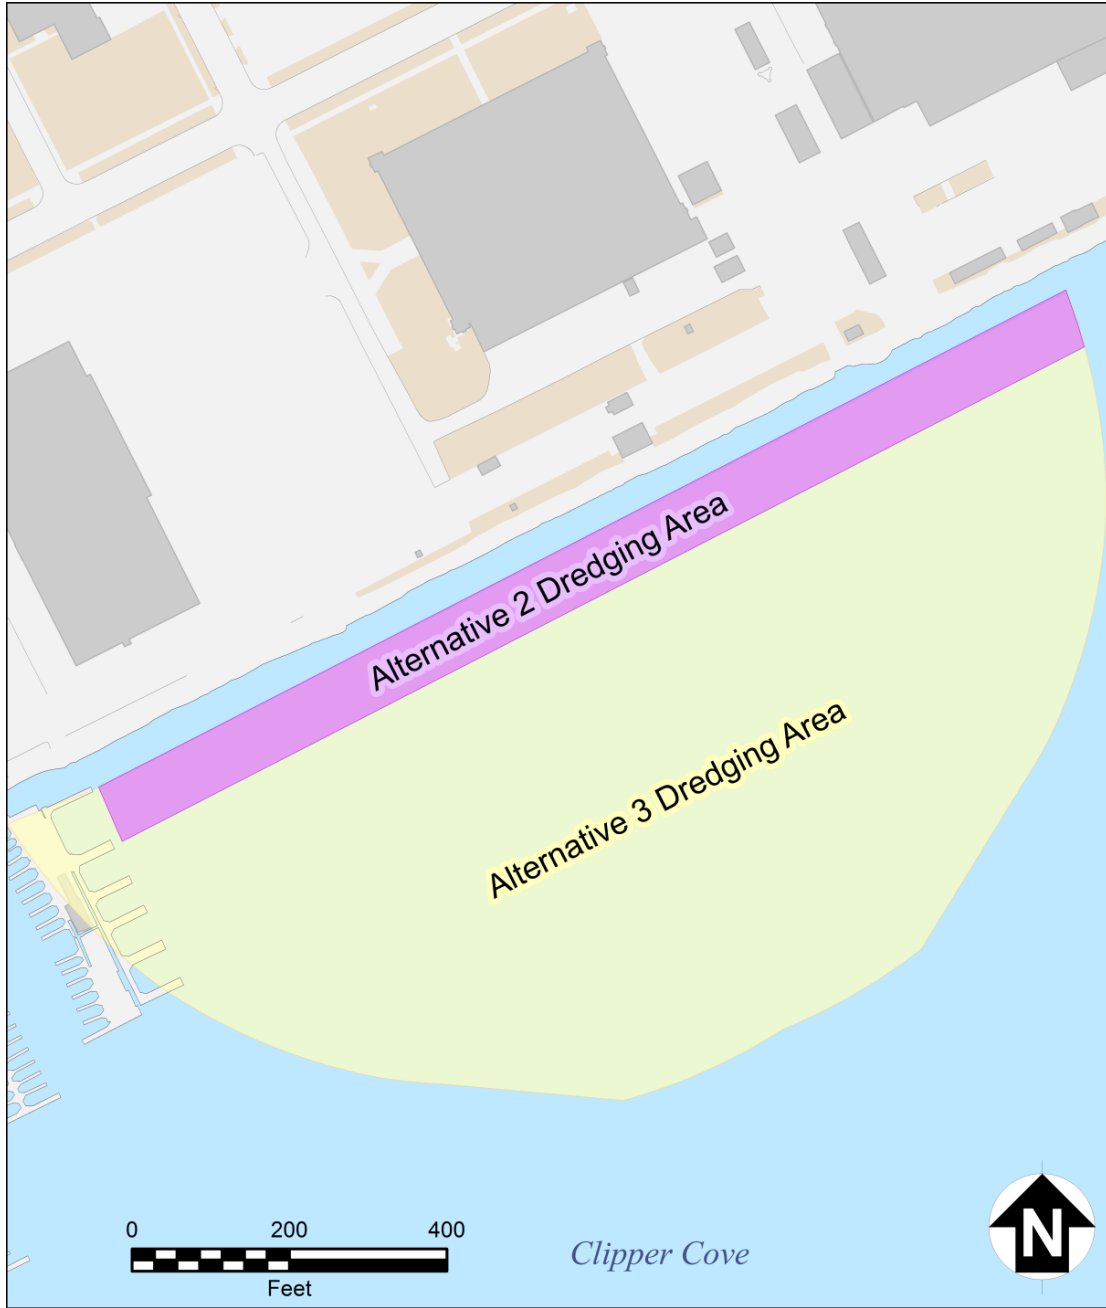 Alternative 2 Dredging Area
Alternative 3 Dredging Area
0 200 400
Feet
Clipper Cove
N